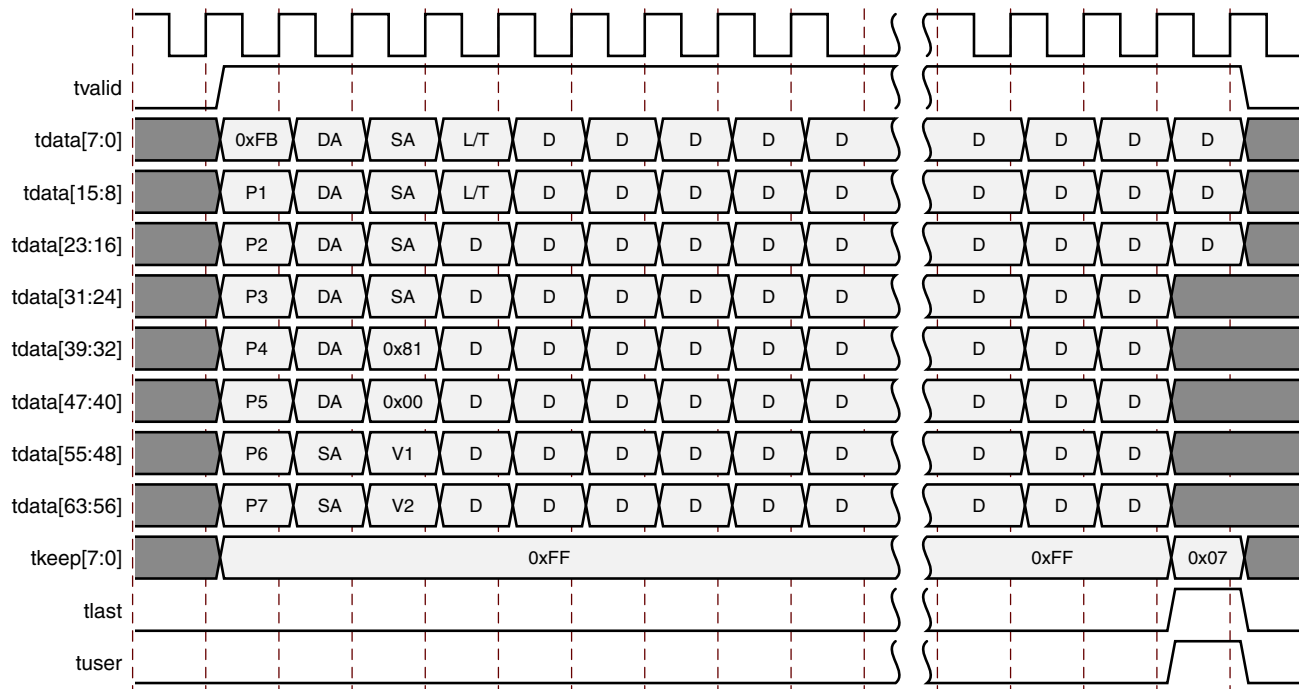 tvalid
tdata[7:0] 0xFB DA SA L/T D D D D D D D D D
tdata[15:8] P1 DA SA L/T D D D D D D D D D
tdata[23:16] P2 DA SA D D D D D D D D D D
tdata[31:24] P3 DA SA D D D D D D D D D
tdata[39:32] P4 DA 0x81 D D D D D D D D D
tdata[47:40] P5 DA 0x00 D D D D D D D D D
tdata[55:48] P6 SA V1 D D D D D D D D D
tdata[63:56] P7 SA V2 D D D D D D D D D
tkeep[7:0] 0xFF 0xFF 0x07
tlast
tuser